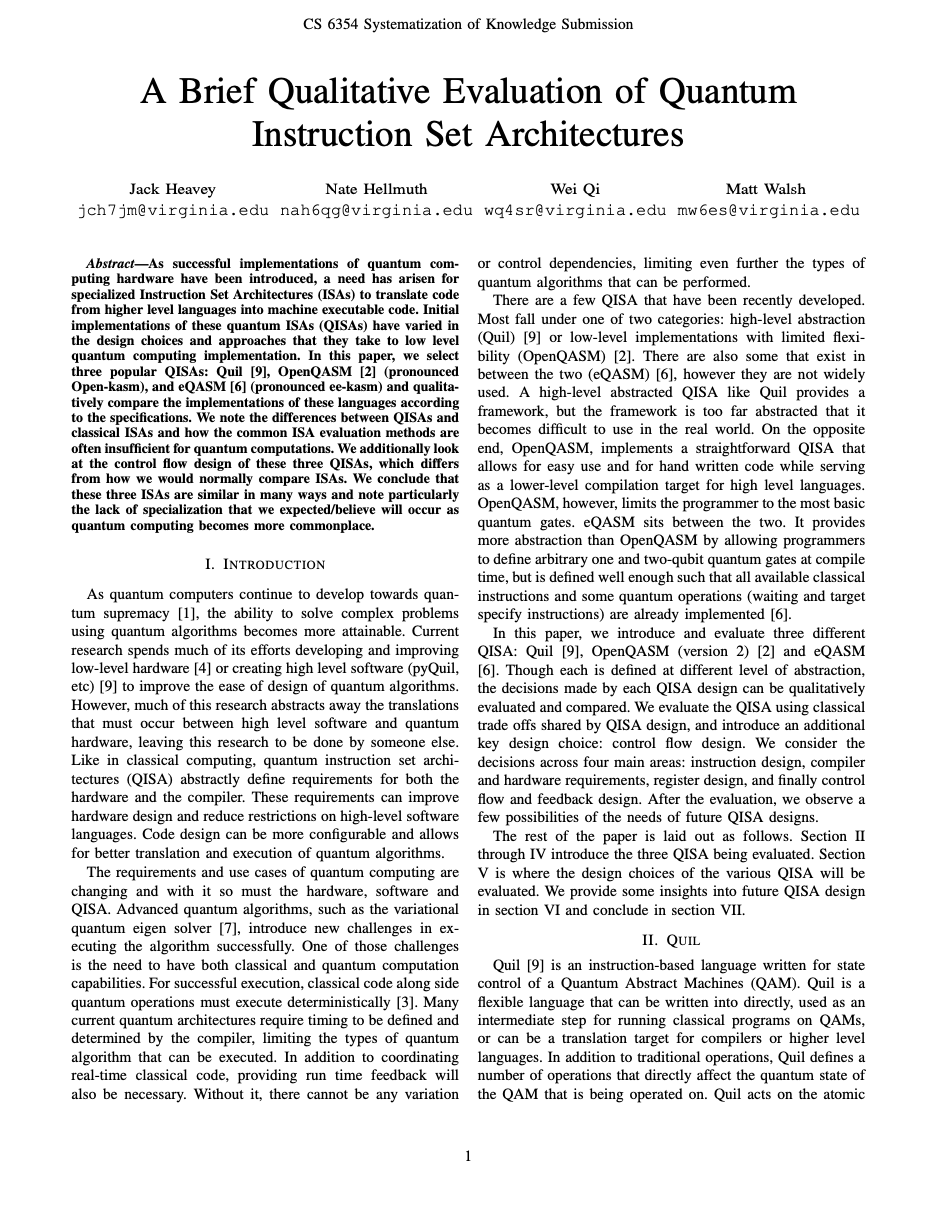 CS 6354 Systematization of Knowledge Submission
A Brief Qualitative Evaluation of Quantum
Instruction Set Architectures
Jack Heavey
jch7jm@virginia.edu
Nate Hellmuth
nah6qg@virginia.edu
Wei Qi
wq4sr@virginia.edu
Matt Walsh
mw6es@virginia.edu
Abstract—As successful implementations of quantum com-
puting hardware have been introduced, a need has arisen for
specialized Instruction Set Architectures (ISAs) to translate code
from higher level languages into machine executable code. Initial
implementations of these quantum ISAs (QISAs) have varied in
the design choices and approaches that they take to low level
quantum computing implementation. In this paper, we select
three popular QISAs: Quil [9], OpenQASM [2] (pronounced
Open-kasm), and eQASM [6] (pronounced ee-kasm) and qualita-
tively compare the implementations of these languages according
to the specifications. We note the differences between QISAs and
classical ISAs and how the common ISA evaluation methods are
often insufficient for quantum computations. We additionally look
at the control flow design of these three QISAs, which differs
from how we would normally compare ISAs. We conclude that
these three ISAs are similar in many ways and note particularly
the lack of specialization that we expected/believe will occur as
quantum computing becomes more commonplace.
I. INTRODUCTION
As quantum computers continue to develop towards quan-
tum supremacy [1], the ability to solve complex problems
using quantum algorithms becomes more attainable. Current
research spends much of its efforts developing and improving
low-level hardware [4] or creating high level software (pyQuil,
etc) [9] to improve the ease of design of quantum algorithms.
However, much of this research abstracts away the translations
that must occur between high level software and quantum
hardware, leaving this research to be done by someone else.
Like in classical computing, quantum instruction set archi-
tectures (QISA) abstractly define requirements for both the
hardware and the compiler. These requirements can improve
hardware design and reduce restrictions on high-level software
languages. Code design can be more configurable and allows
for better translation and execution of quantum algorithms.
The requirements and use cases of quantum computing are
changing and with it so must the hardware, software and
QISA. Advanced quantum algorithms, such as the variational
quantum eigen solver [7], introduce new challenges in ex-
ecuting the algorithm successfully. One of those challenges
is the need to have both classical and quantum computation
capabilities. For successful execution, classical code along side
quantum operations must execute deterministically [3]. Many
current quantum architectures require timing to be defined and
determined by the compiler, limiting the types of quantum
algorithm that can be executed. In addition to coordinating
real-time classical code, providing run time feedback will
also be necessary. Without it, there cannot be any variation
or control dependencies, limiting even further the types of
quantum algorithms that can be performed.
There are a few QISA that have been recently developed.
Most fall under one of two categories: high-level abstraction
(Quil) [9] or low-level implementations with limited flexi-
bility (OpenQASM) [2]. There are also some that exist in
between the two (eQASM) [6], however they are not widely
used. A high-level abstracted QISA like Quil provides a
framework, but the framework is too far abstracted that it
becomes difficult to use in the real world. On the opposite
end, OpenQASM, implements a straightforward QISA that
allows for easy use and for hand written code while serving
as a lower-level compilation target for high level languages.
OpenQASM, however, limits the programmer to the most basic
quantum gates. eQASM sits between the two. It provides
more abstraction than OpenQASM by allowing programmers
to define arbitrary one and two-qubit quantum gates at compile
time, but is defined well enough such that all available classical
instructions and some quantum operations (waiting and target
specify instructions) are already implemented [6].
In this paper, we introduce and evaluate three different
QISA: Quil [9], OpenQASM (version 2) [2] and eQASM
[6]. Though each is defined at different level of abstraction,
the decisions made by each QISA design can be qualitatively
evaluated and compared. We evaluate the QISA using classical
trade offs shared by QISA design, and introduce an additional
key design choice: control flow design. We consider the
decisions across four main areas: instruction design, compiler
and hardware requirements, register design, and finally control
flow and feedback design. After the evaluation, we observe a
few possibilities of the needs of future QISA designs.
The rest of the paper is laid out as follows. Section II
through IV introduce the three QISA being evaluated. Section
V is where the design choices of the various QISA will be
evaluated. We provide some insights into future QISA design
in section VI and conclude in section VII.
II. QUIL
Quil [9] is an instruction-based language written for state
control of a Quantum Abstract Machines (QAM). Quil is a
flexible language that can be written into directly, used as an
intermediate step for running classical programs on QAMs,
or can be a translation target for compilers or higher level
languages. In addition to traditional operations, Quil defines a
number of operations that directly affect the quantum state of
the QAM that is being operated on. Quil acts on the atomic
1